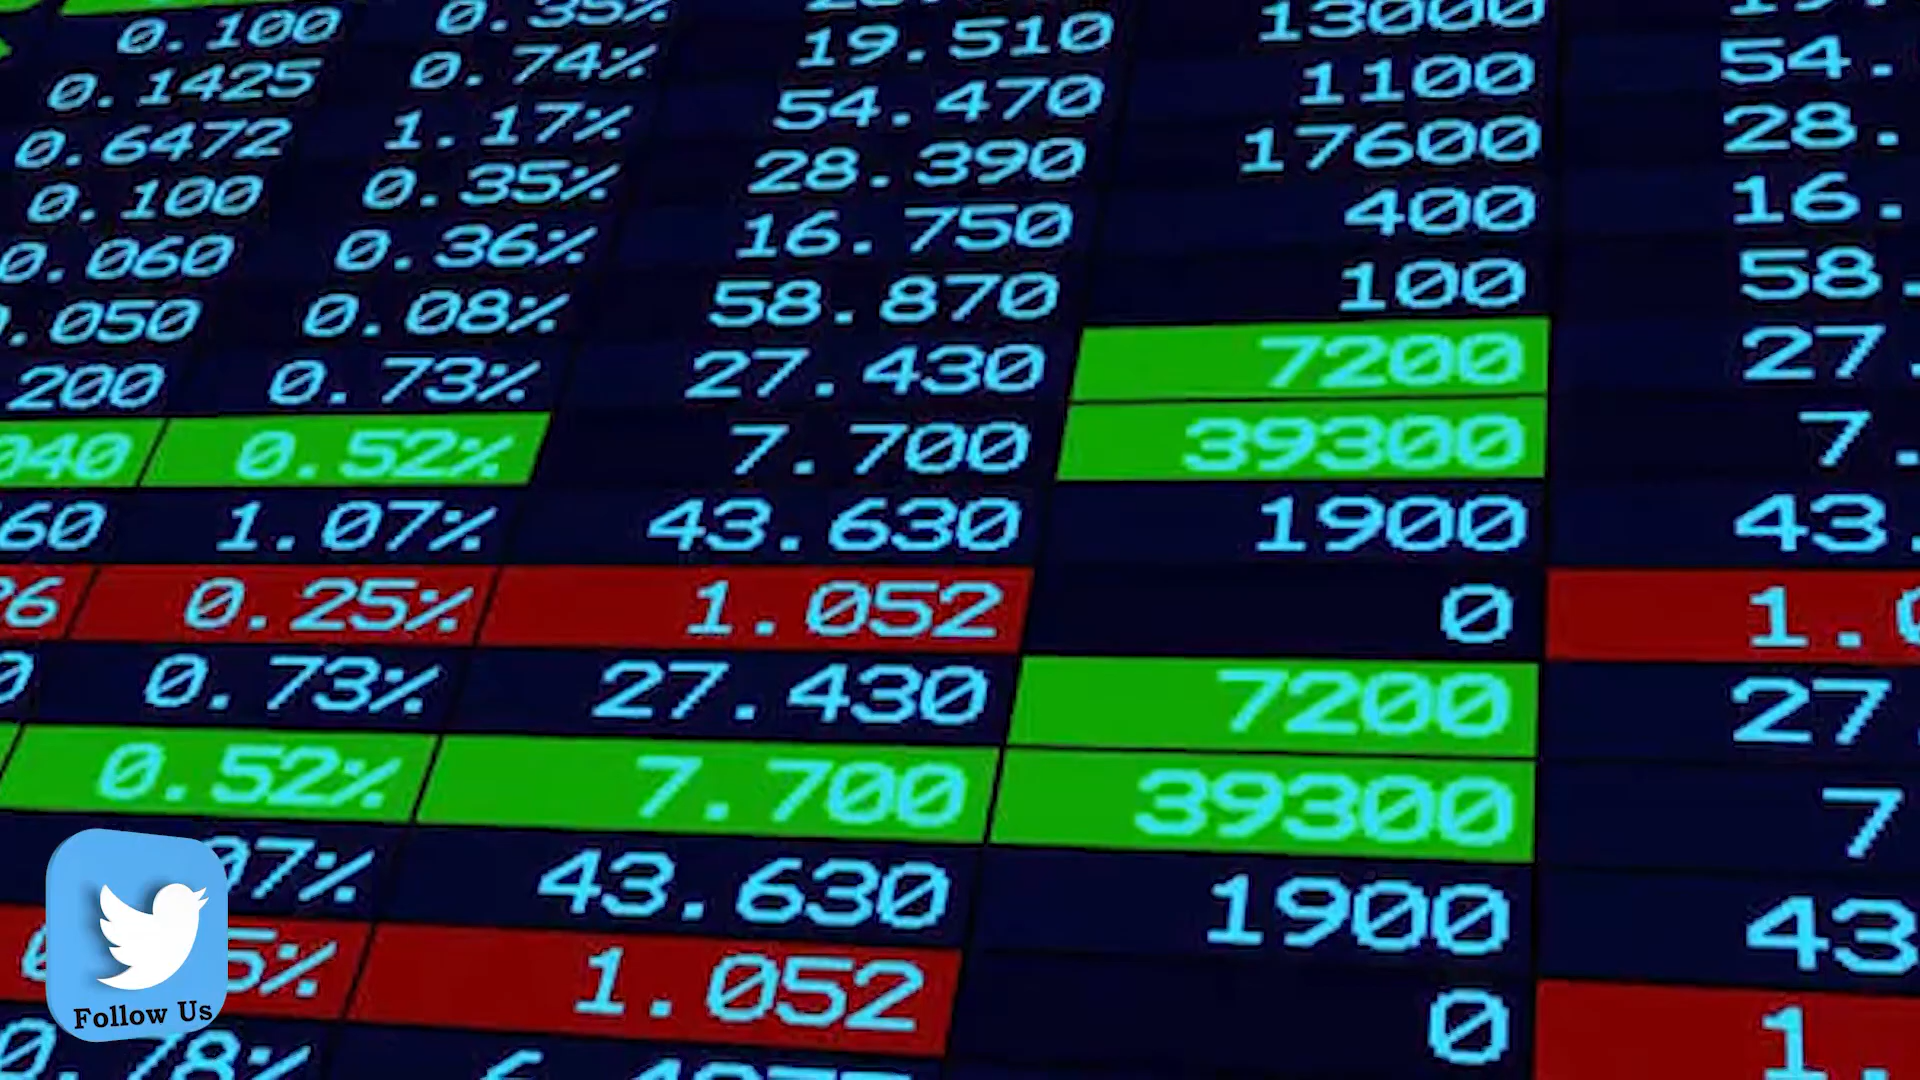 0.100 0.35% 13000
0.1425 0.74% 19.510 1100 54.
0.6472 1.17% 54.470 17600 28.
0.100 0.35% 28.390 400 16.
0.060 0.36% 16.750 100 58.
.050 0.08% 58.870 7200 27.
200 0.73% 27.430 39300 7.
040 0.52% 7.700 1900 43.
60 1.07% 43.630 0 1.0
26 0.25% 1.052 7200 27
0 0.73% 27.430 39300 7
0.52% 7.700 1900 43
07% 43.630 0 1.
5% 1.052
0.78%
Follow Us